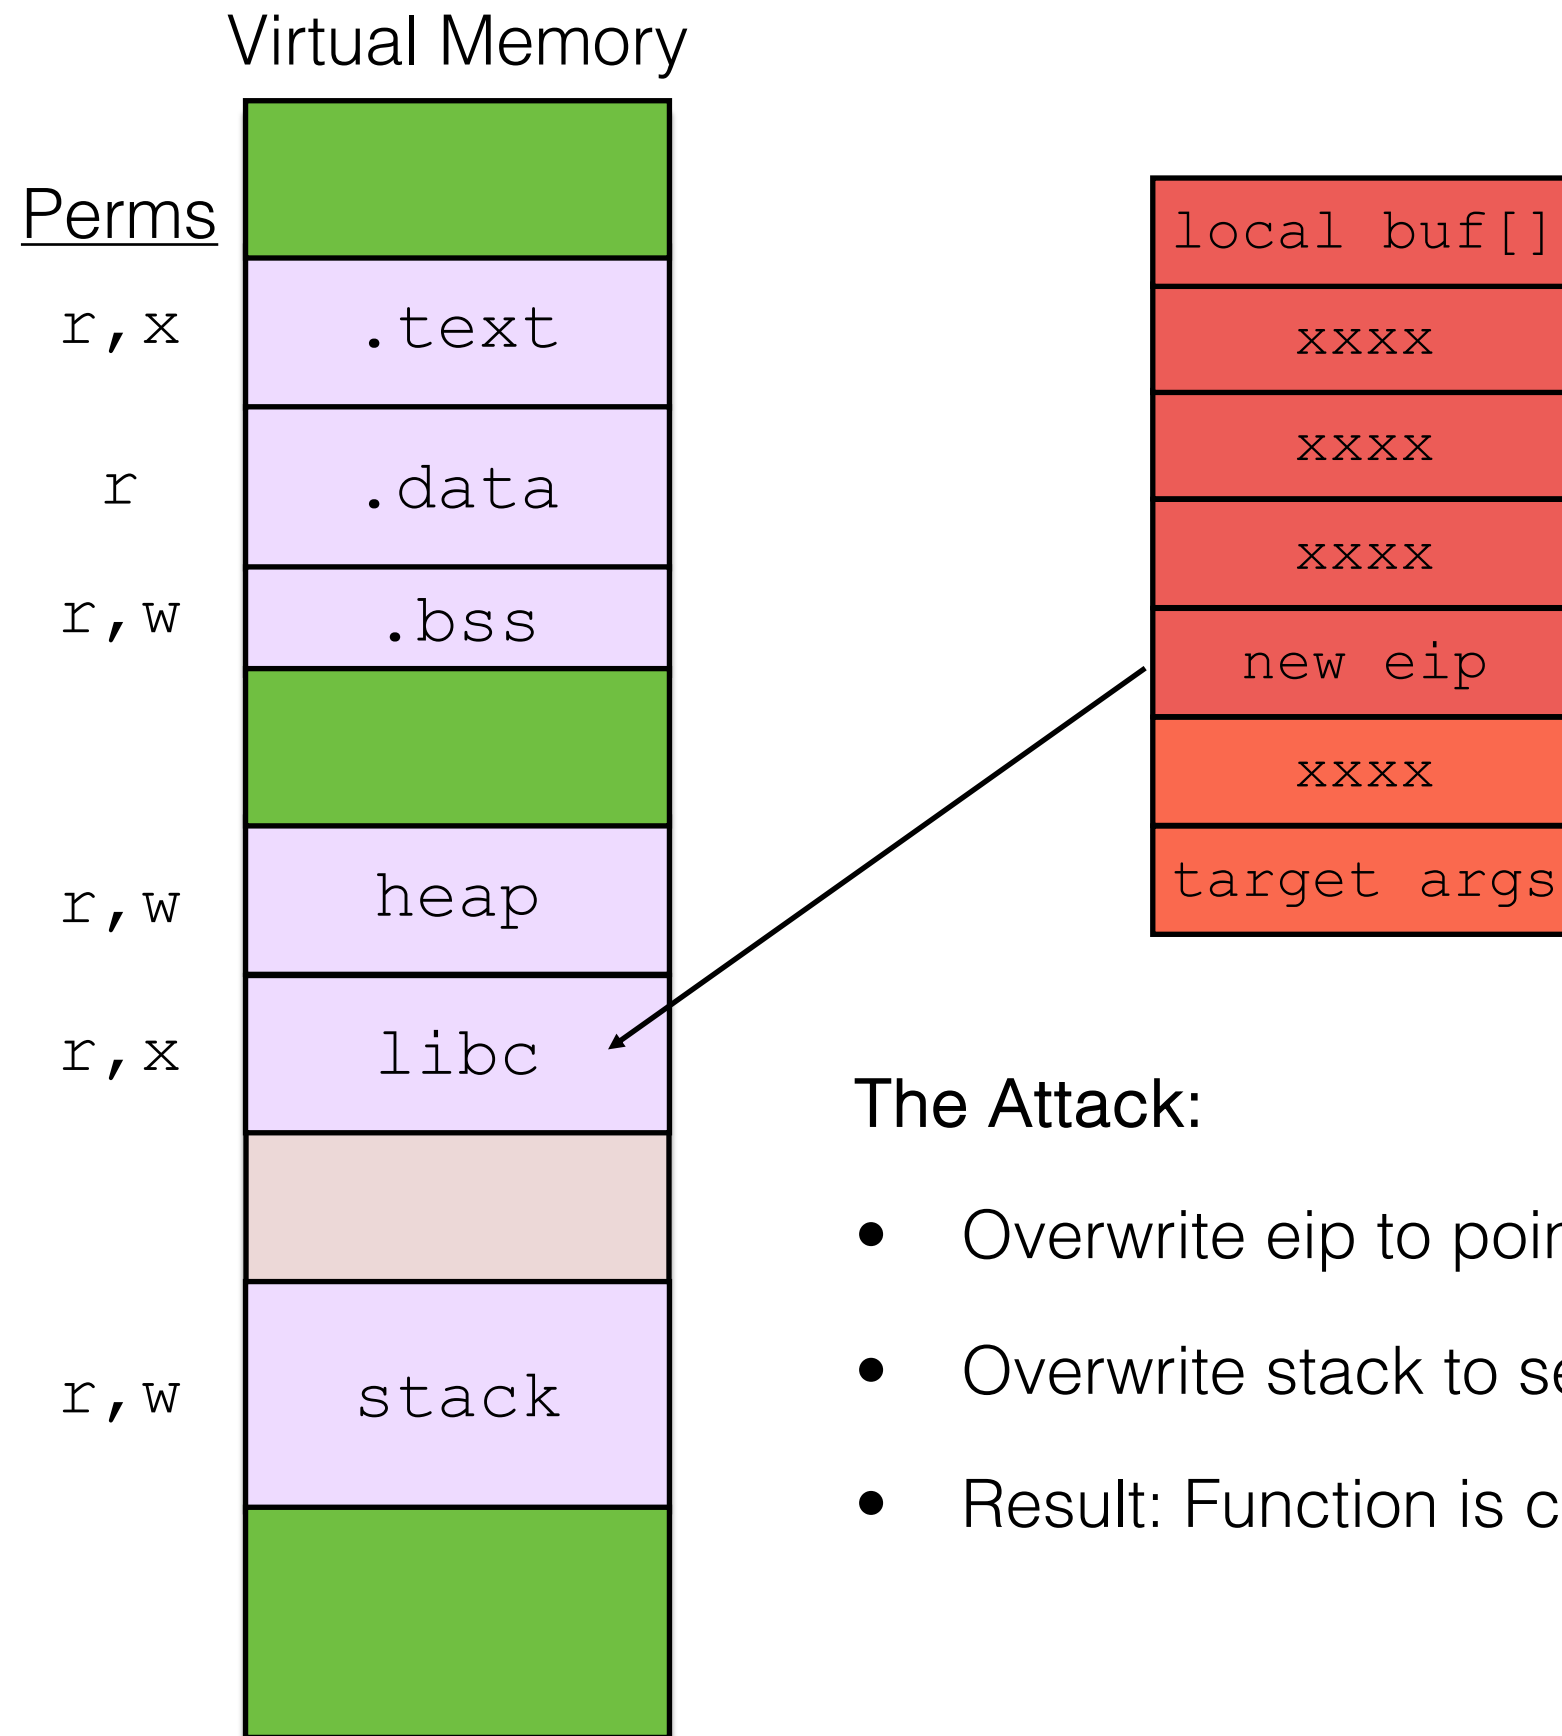 Virtual Memory
Perms
r,x
.text
r
.data
r,w
.bss
r,w
heap
r,x
libc
r,w
stack
local buf[]
xxxx
xxxx
xxxx
new eip
xxxx
target args
The Attack:
• Overwrite eip to
• Overwrite stack to
• Result: Function is